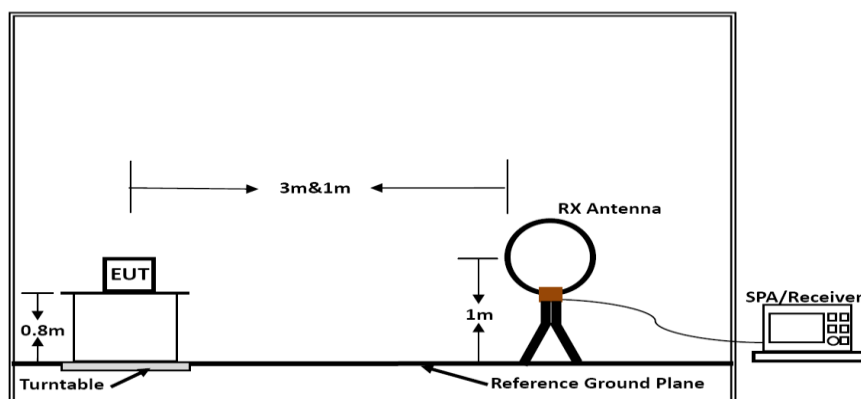 3m&1m
RX Antenna
EUT
1m
0.8m
SPA/Receiver
Turntable
Reference Ground Plane